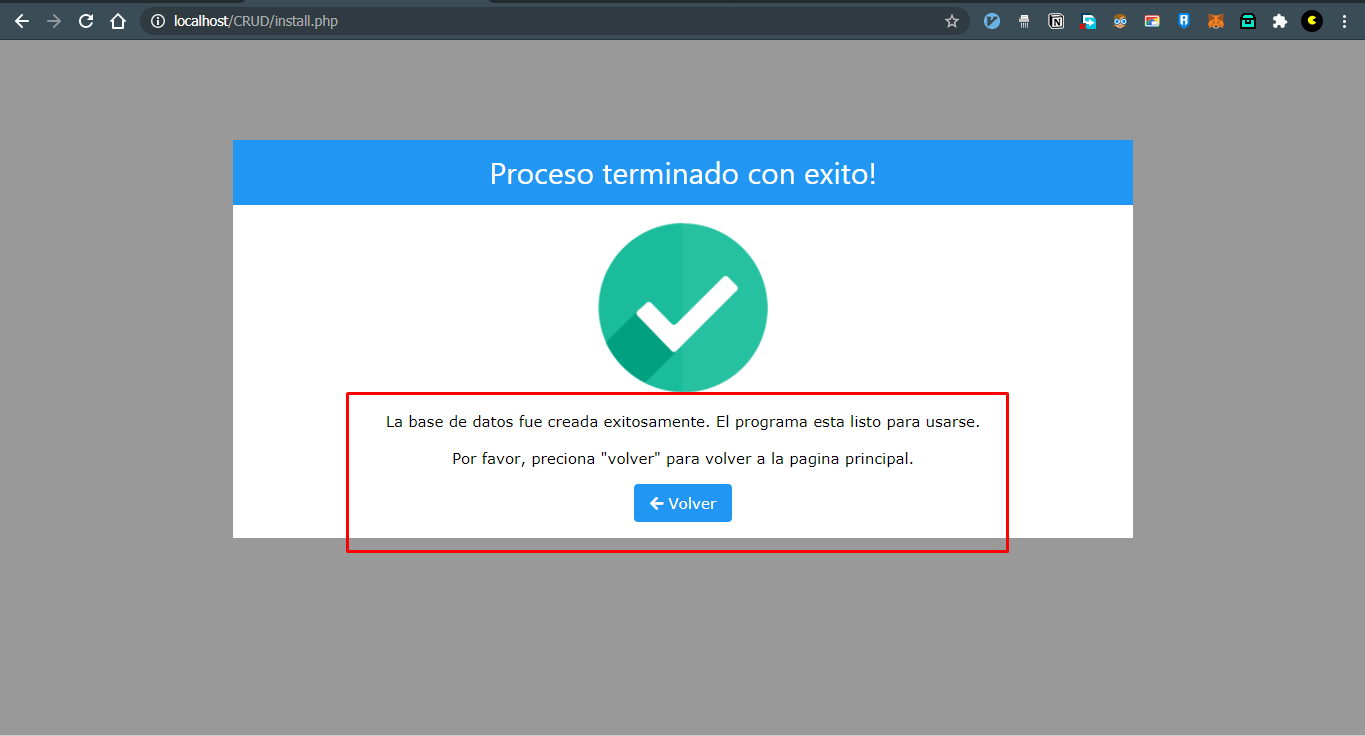 localhost/CRUD/install.php
Proceso terminado con exito!
La base de datos fue creada exitosamente. El programa esta listo para usarse.
Por favor, preciona "volver" para volver a la pagina principal.
Volver